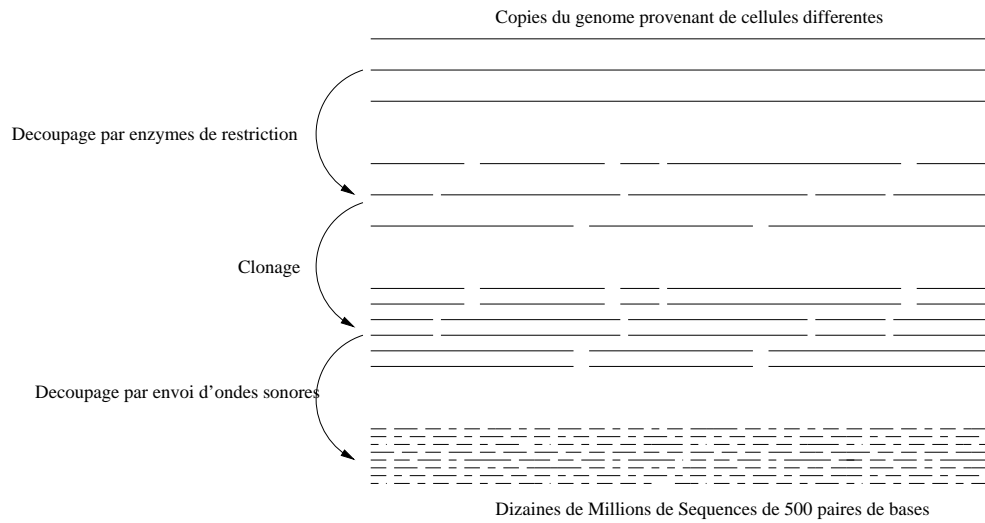 Copies du genome provenant de cellules differentes
Decoupage par enzymes de restriction
Clonage
Decoupage par envoi d'ondes sonores
Dizaines de Millions de Sequences de 500 paires de bases